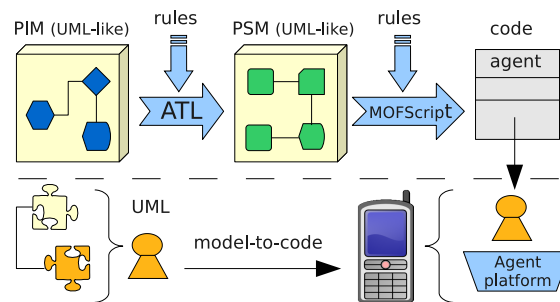 rules
rules
PIM (UML-like)
PSM (UML-like)
code
agent
ATL
MOFScript
UML
model-to-code
Agent
platform